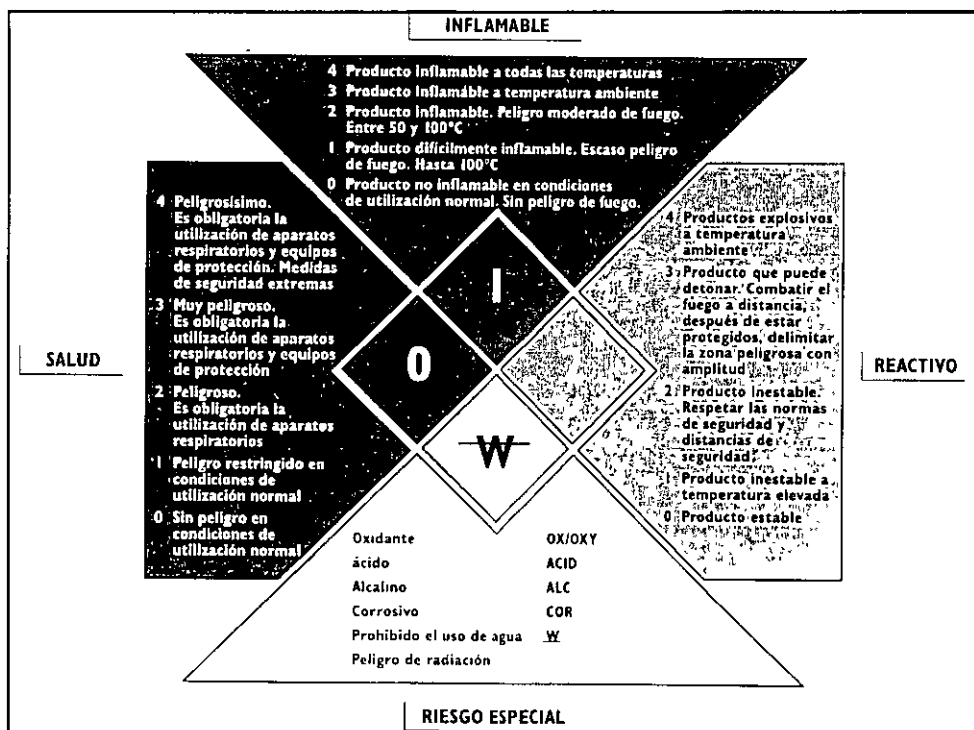 INFLAMABLE
4 Producto inflamable a todas las temperaturas
3 Producto inflamable a temperatura ambiente
2 Producto inflamable. Peligro moderado de fuego.
Entre 50 y 100°C
1 Producto difícilmente inflamable. Escaso peligro
de fuego. Hasta 100°C
0 Producto no inflamable en condiciones
de utilización normal. Sin peligro de fuego.
SALUD
4 Peligrosísimo.
Es obligatoria la
utilización de aparatos
respiratorios y equipos
de protección. Medidas
de seguridad extremas
3 Muy peligroso.
Es obligatoria la
utilización de aparatos
respiratorios y equipos
de protección
2 Peligroso.
Es obligatoria la
utilización de aparatos
respiratorios
1 Peligro restringido en
condiciones de
utilización normal
0 Sin peligro en
condiciones de
utilización normal
1
0
W
REACTIVO
4 Productos explosivos
a temperatura
ambiente
3 Producto que puede
detonar. Combatir el
fuego a distancia,
después de estar
protegidos, delimitar
la zona peligrosa con
amplitud
2 Producto inestable.
Respetar las normas
de seguridad y
distancias de
seguridad.
1 Producto inestable a
temperatura elevada
0 Producto estable
Oxidante OX/OXY
ácido ACID
Alcalino ALC
Corrosivo COR
Prohibido el uso de agua W
Peligro de radiación
RIESGO ESPECIAL